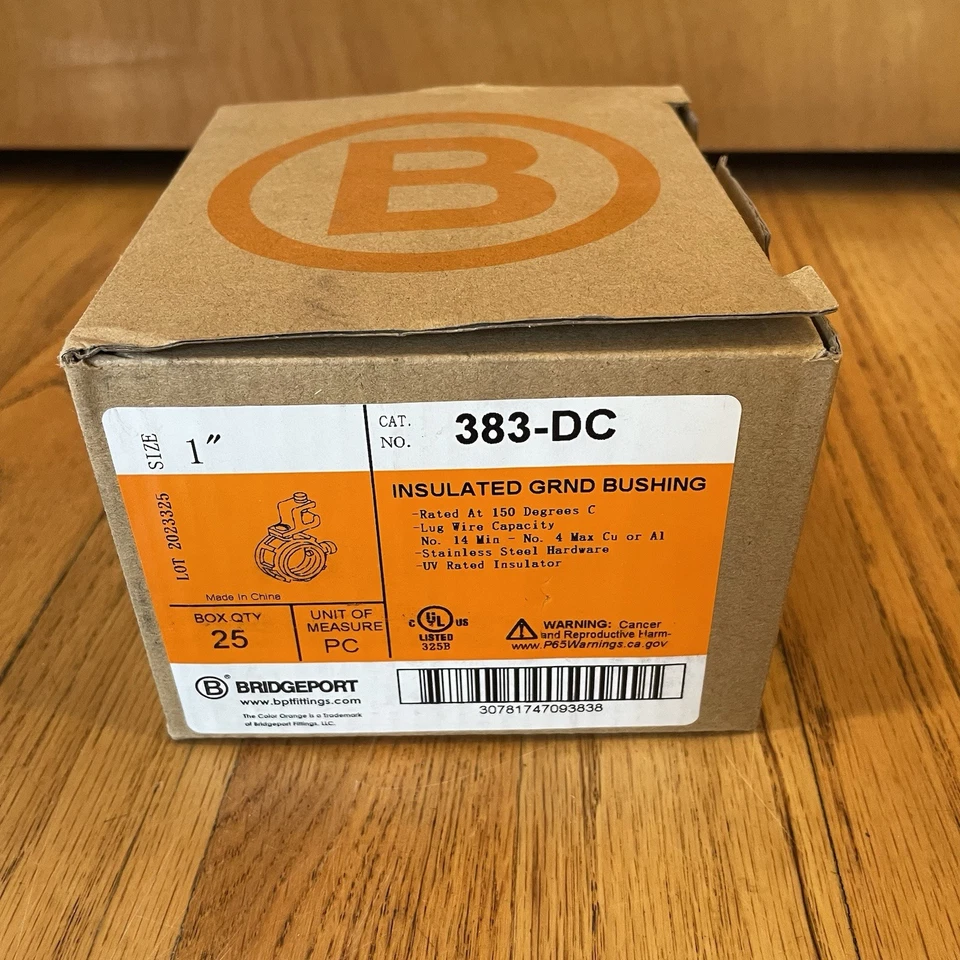 B
SIZE 1"
CAT. NO. 383-DC
LOT 2023325
Made In China
INSULATED GRND BUSHING
-Rated At 150 Degrees C
-Lug Wire Capacity
No. 14 Min - No. 4 Max Cu or Al
-Stainless Steel Hardware
-UV Rated Insulator
BOX QTY
25
UNIT OF
MEASURE
PC
C UL US
LISTED
325B
WARNING: Cancer
and Reproductive Harm-
www.P65Warnings.ca.gov
B® BRIDGEPORT
www.bptfittings.com
The Color Orange is a Trademark
of Bridgeport Fittings, LLC.
30781747093838